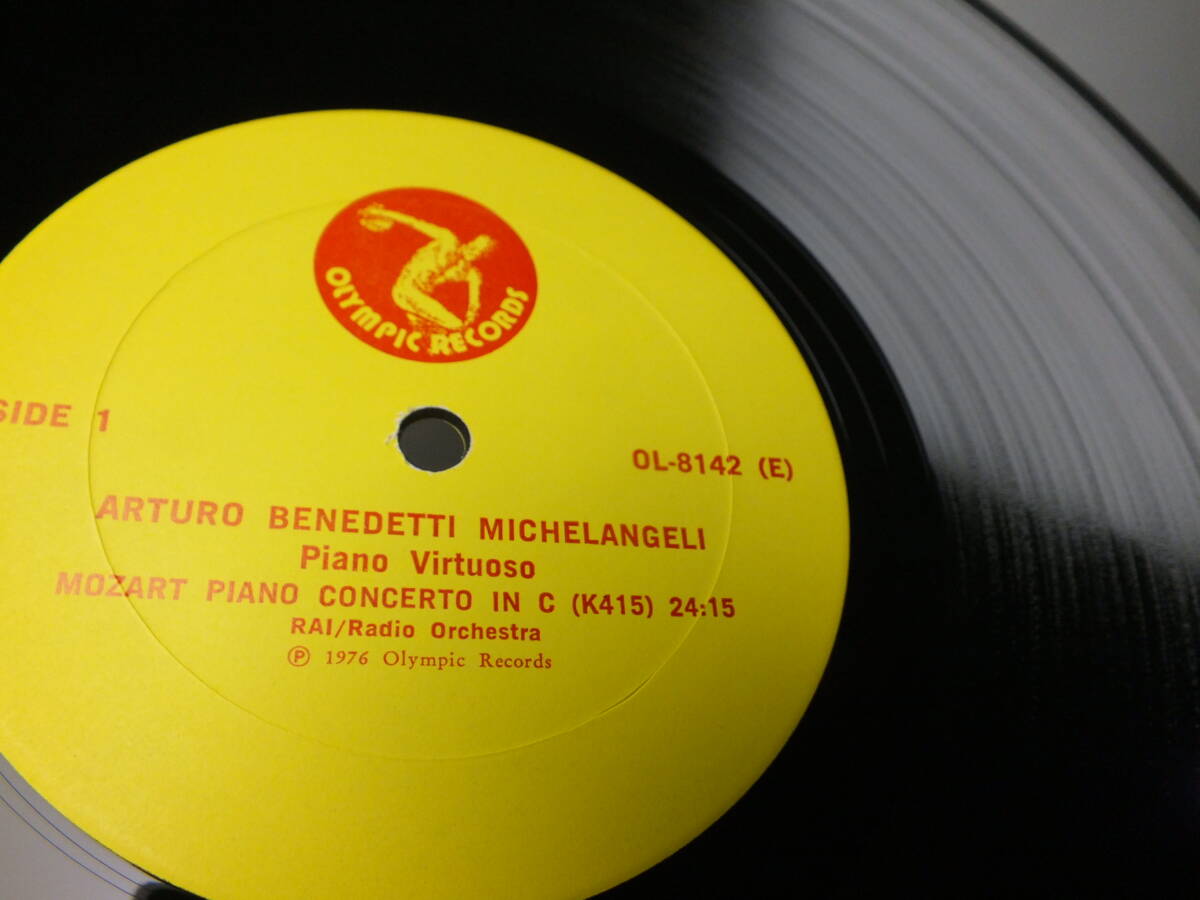 OLYMPIC RECORDS
SIDE 1
OL-8142 (E)
ARTURO BENEDETTI MICHELANGELI
Piano Virtuoso
MOZART PIANO CONCERTO IN C (K415) 24:15
RAI/Radio Orchestra
℗ 1976 Olympic Records